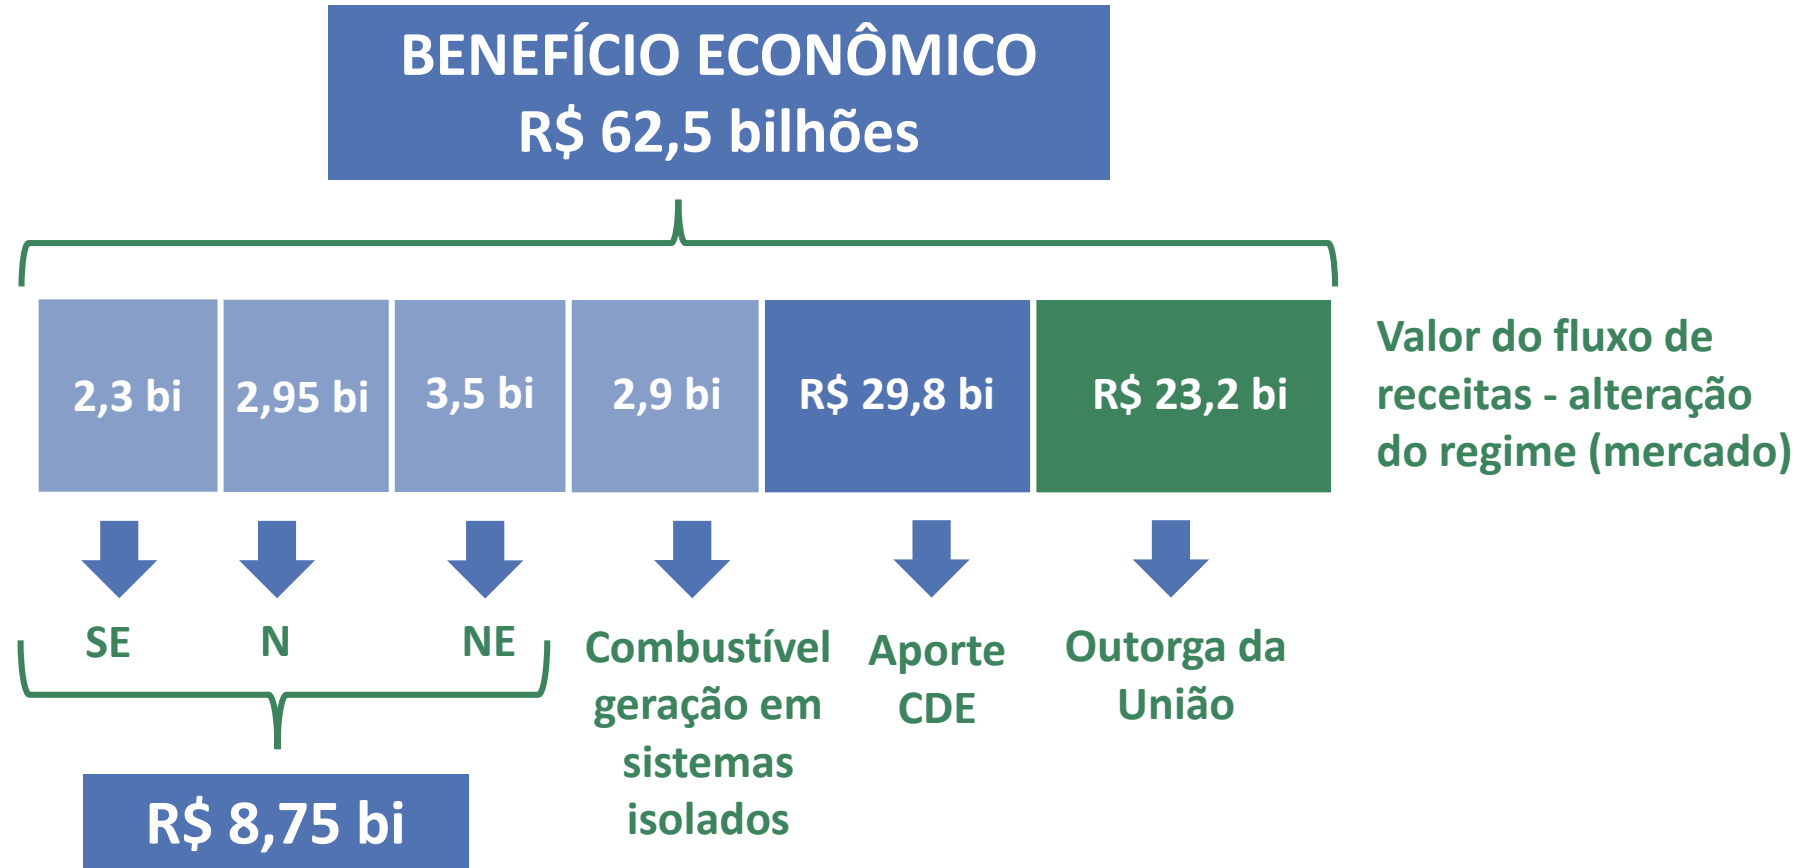 BENEFÍCIO ECONÔMICO
R$ 62,5 bilhões
2,3 bi
2,95 bi
3,5 bi
2,9 bi
R$ 29,8 bi
R$ 23,2 bi
Valor do fluxo de
receitas - alteração
do regime (mercado)
SE
N
NE
Combustível
geração em
sistemas
isolados
Aporte
CDE
Outorga da
União
R$ 8,75 bi